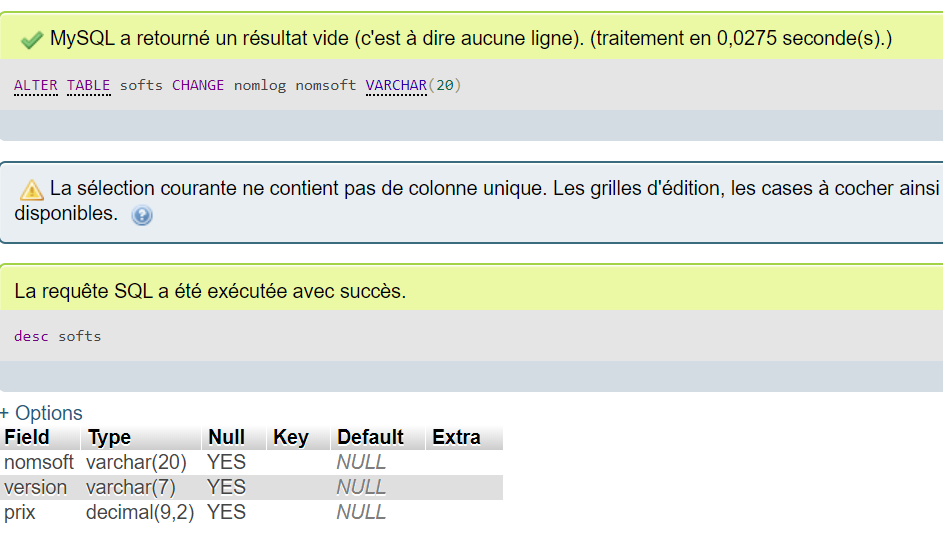 MySQL a retourné un résultat vide (c'est à dire aucune ligne). (traitement en 0,0275 seconde(s).)
ALTER TABLE softs CHANGE nomlog nomsoft VARCHAR(20)
La sélection courante ne contient pas de colonne unique. Les grilles d'édition, les cases à cocher ainsi
disponibles.
La requête SQL a été exécutée avec succès.
desc softs
+ Options
Field Type Null Key Default Extra
nomsoft varchar(20) YES NULL
version varchar(7) YES NULL
prix decimal(9,2) YES NULL